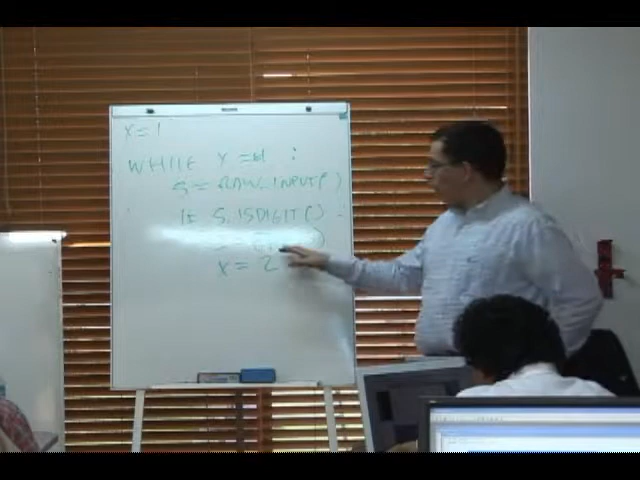 x=1
WHILE x==1 :
S= RAW_INPUT()
IF S.ISDIGIT() :
x= 2